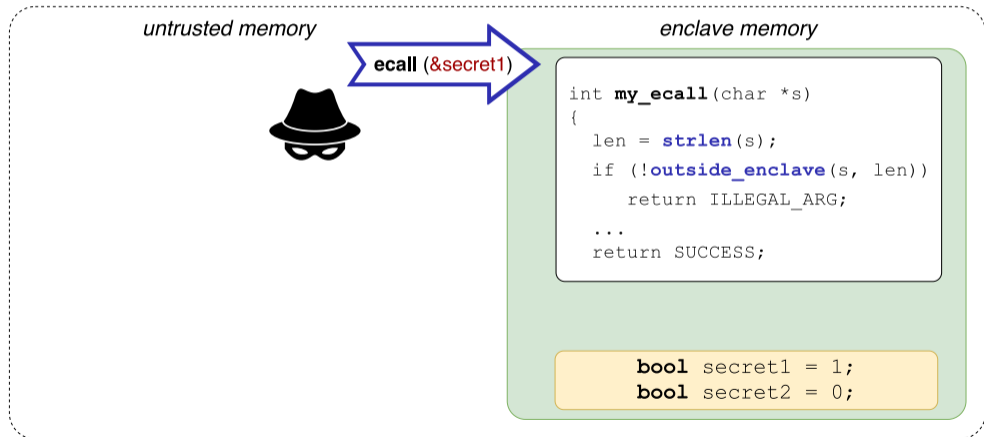 untrusted memory
enclave memory
ecall (&secret1)
int my_ecall(char *s)
{
len = strlen(s);
if (!outside_enclave(s, len))
return ILLEGAL_ARG;
...
return SUCCESS;
bool secret1 = 1;
bool secret2 = 0;